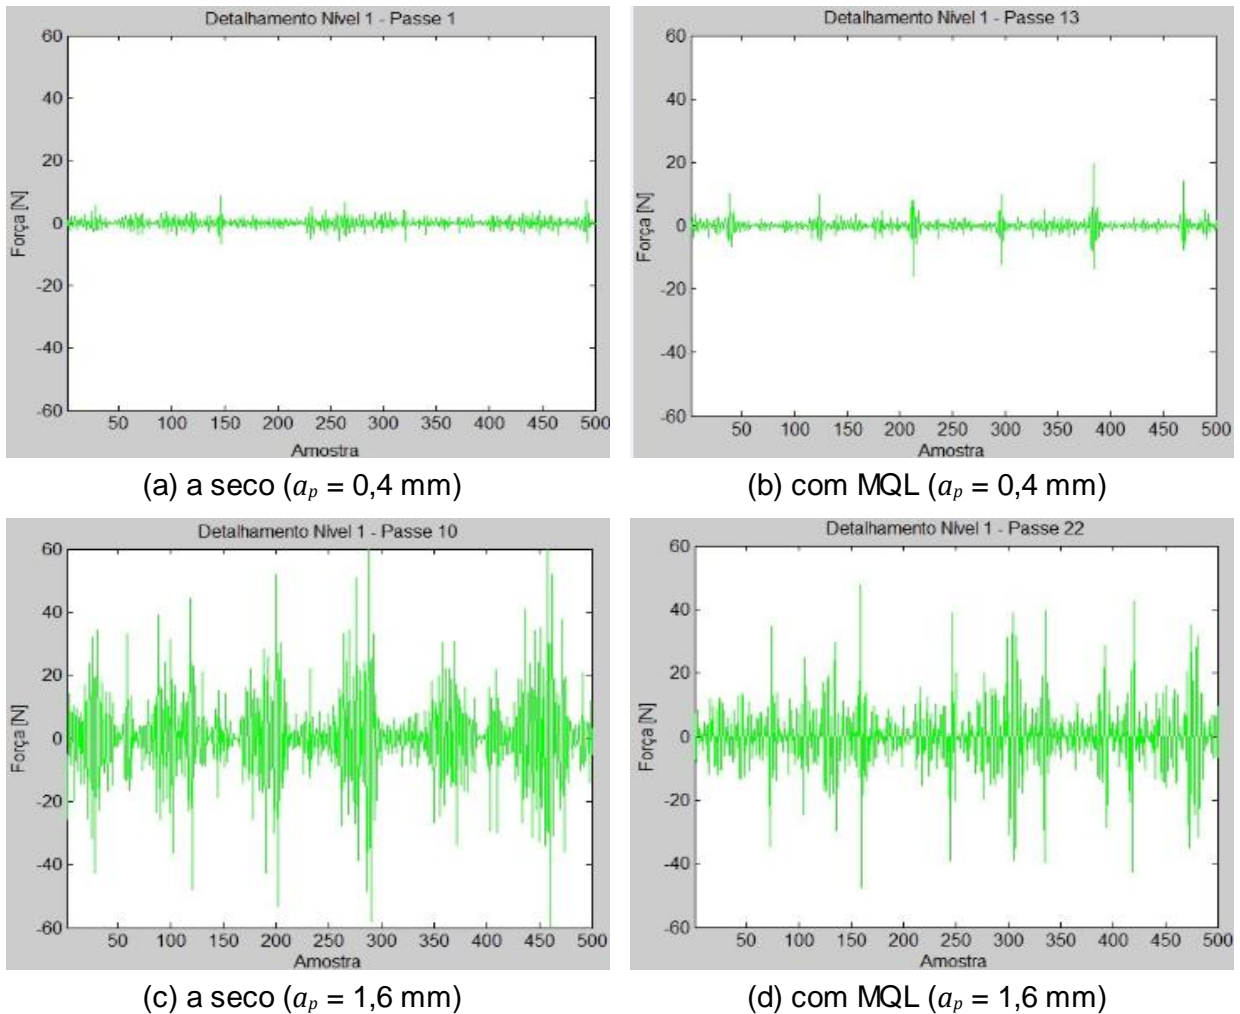 Detalhamento Nível 1 - Passe 1
60
40
20
0
-20
-40
-60
Força [N]
50 100 150 200 250 300 350 400 450 500
Amostra
(a) a seco (aₚ = 0,4 mm)
Detalhamento Nível 1 - Passe 13
60
40
20
0
-20
-40
-60
Força [N]
50 100 150 200 250 300 350 400 450 500
Amostra
(b) com MQL (aₚ = 0,4 mm)
Detalhamento Nível 1 - Passe 10
60
40
20
0
-20
-40
-60
Força [N]
50 100 150 200 250 300 350 400 450 500
Amostra
(c) a seco (aₚ = 1,6 mm)
Detalhamento Nível 1 - Passe 22
60
40
20
0
-20
-40
-60
Força [N]
50 100 150 200 250 300 350 400 450 500
Amostra
(d) com MQL (aₚ = 1,6 mm)